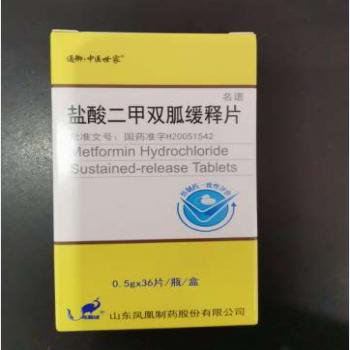 名诺
盐酸二甲双胍缓释片
批准文号：国药准字H20051542
Metformin Hydrochloride
Sustained-release Tablets
0.5g×36片/瓶/盒
山东凤凰制药股份有限公司